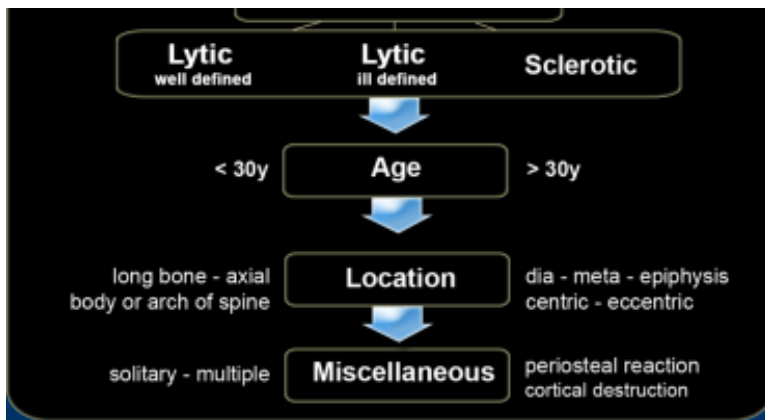 Lytic
well defined
Lytic
ill defined
Sclerotic
< 30y
Age
> 30y
long bone - axial
body or arch of spine
Location
dia - meta - epiphysis
centric - eccentric
solitary - multiple
Miscellaneous
periosteal reaction
cortical destruction